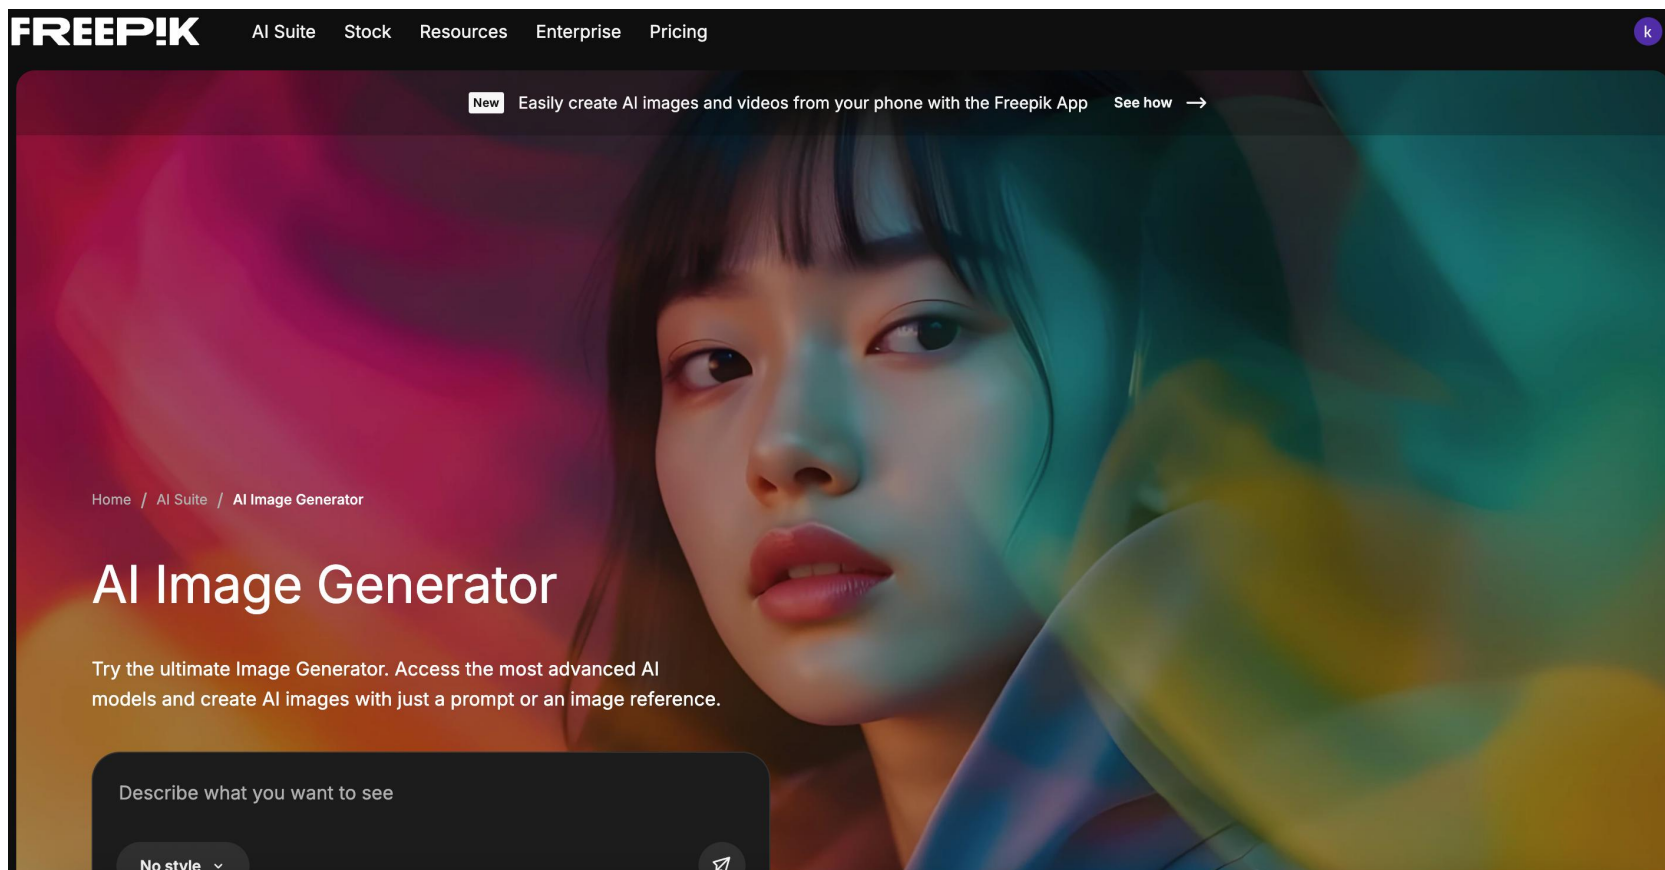 FREEP!K
AI Suite Stock Resources Enterprise Pricing
k
New Easily create AI images and videos from your phone with the Freepik App See how →
Home / AI Suite / AI Image Generator
AI Image Generator
Try the ultimate Image Generator. Access the most advanced AI
models and create AI images with just a prompt or an image reference.
Describe what you want to see
No style